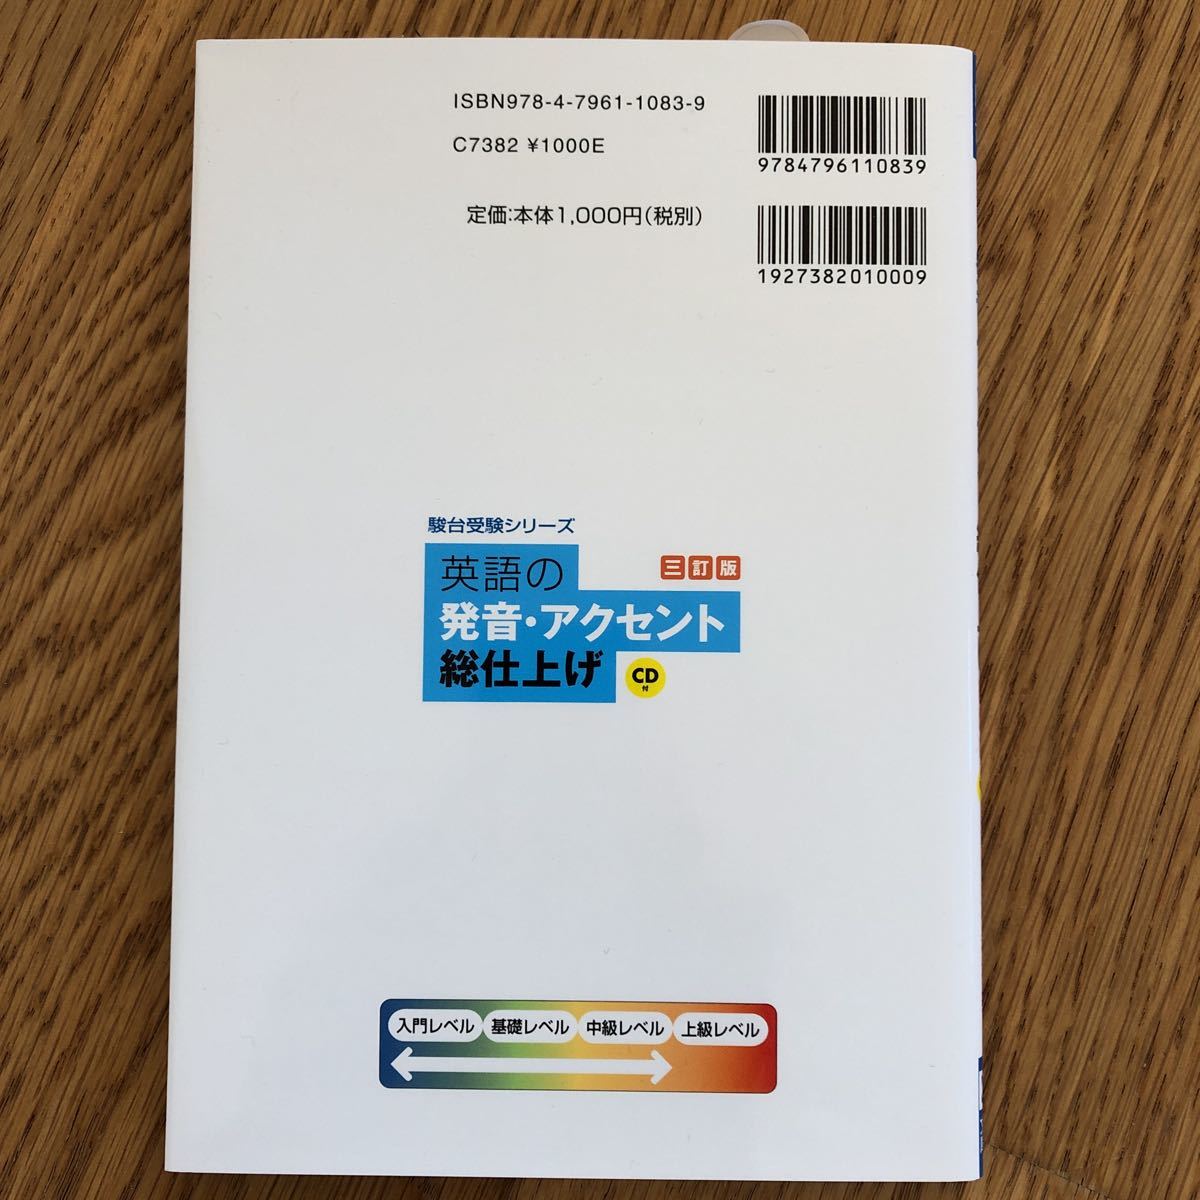 ISBN978-4-7961-1083-9
C7382 ¥1000E
定価:本体1,000円(税別)
9784796110839
1927382010009
駿台受験シリーズ
英語の
三訂版
発音・アクセント
総仕上げ
CD
付
入門レベル 基礎レベル 中級レベル 上級レベル